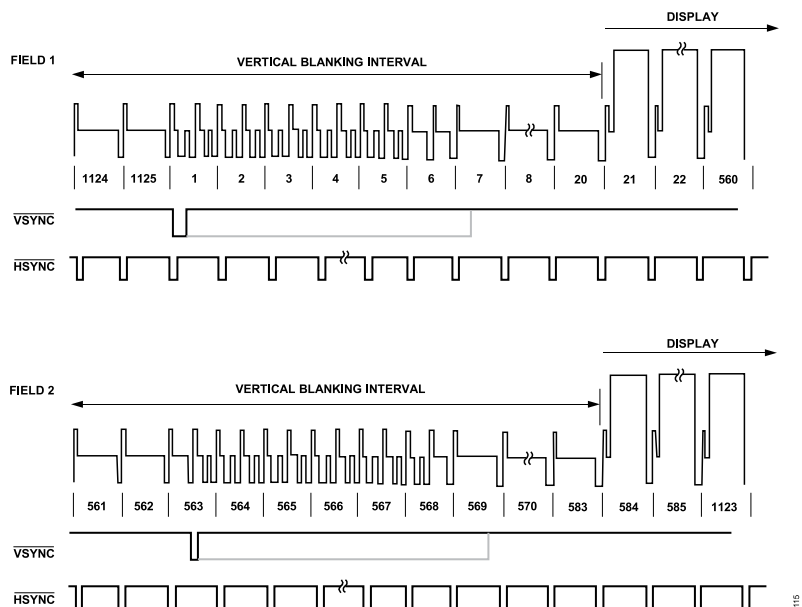 DISPLAY
FIELD 1
VERTICAL BLANKING INTERVAL
1124 1125 1 2 3 4 5 6 7 8 20 21 22 560
VSYNC
HSYNC
DISPLAY
FIELD 2
VERTICAL BLANKING INTERVAL
561 562 563 564 565 566 567 568 569 570 583 584 585 1123
VSYNC
HSYNC
115